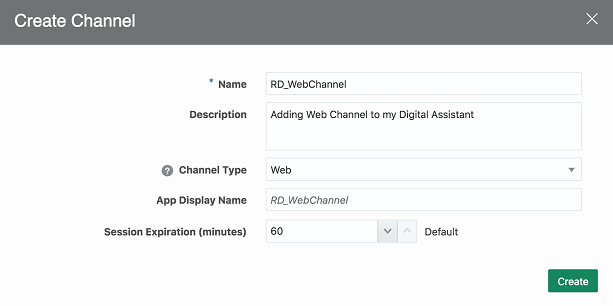 Create Channel
* Name RD_WebChannel
Description Adding Web Channel to my Digital Assistant
? Channel Type Web
App Display Name RD_WebChannel
Session Expiration (minutes) 60 Default
Create